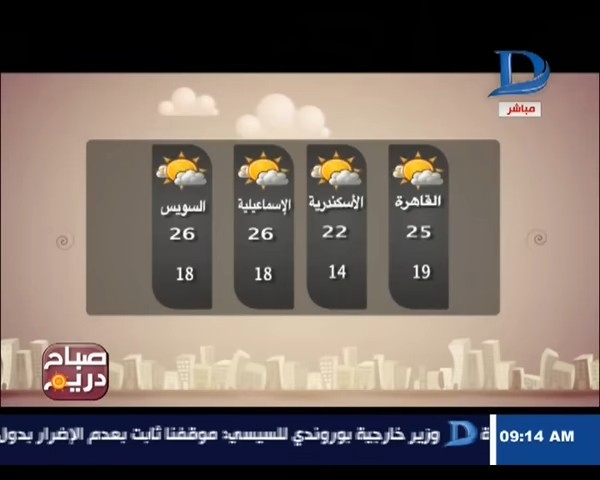 مباشر
القاهرة
25
19
الأسكندرية
22
14
الإسماعيلية
26
18
السويس
26
18
صباح
دريم
وزير خارجية بوروندي للسيسي: موقفنا ثابت بعدم الإضرار بدول
09:14 AM